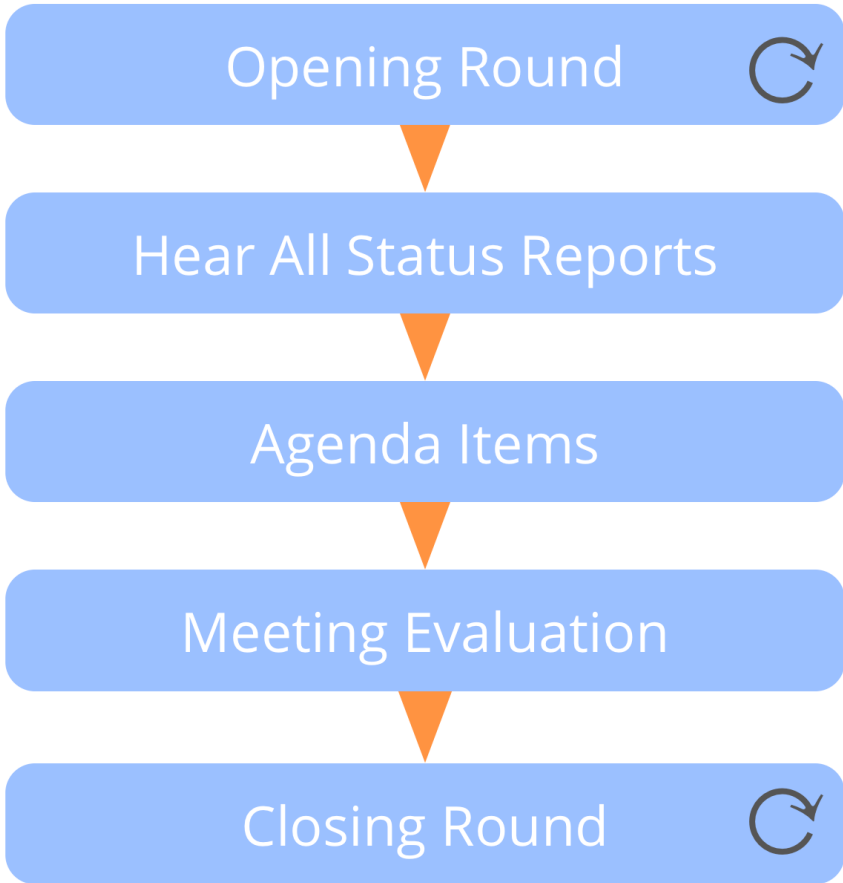 Opening Round
Hear All Status Reports
Agenda Items
Meeting Evaluation
Closing Round